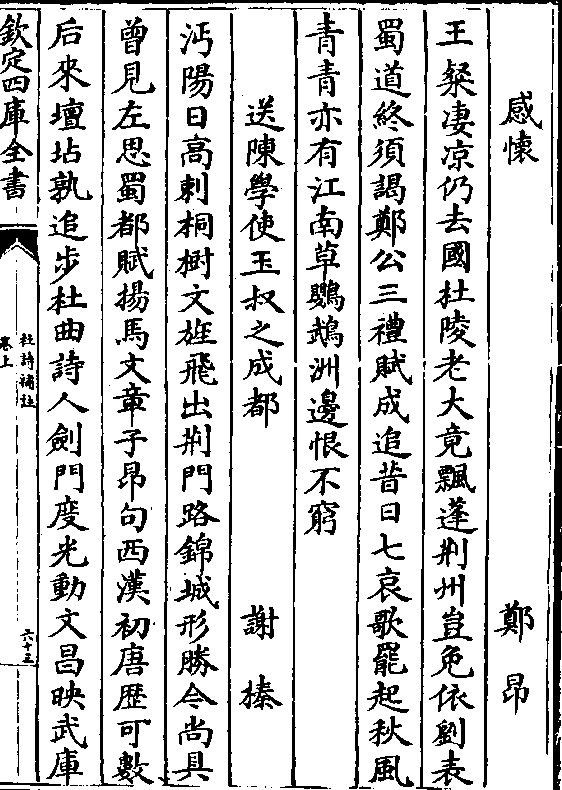 感懐 鄭昂
王粲凄凉仍去國杜陵老大竟飄蓬荆州豈免依劉表
蜀道終須謁鄭公三禮賦成追昔日七哀歌罷起秋風
青青亦有江南草鸚鵡洲邊恨不窮
送陳學使玉叔之成都 謝榛
沔陽日高刺桐樹文旌飛出荆門路錦城形勝今尚具
曾見左思蜀都賦揚馬文章子昂句西漢初唐歴可數
后來壇坫孰追步杜曲詩人劍門度光動文昌映武庫
欽定四庫全書
杜詩補註
卷上
六十三